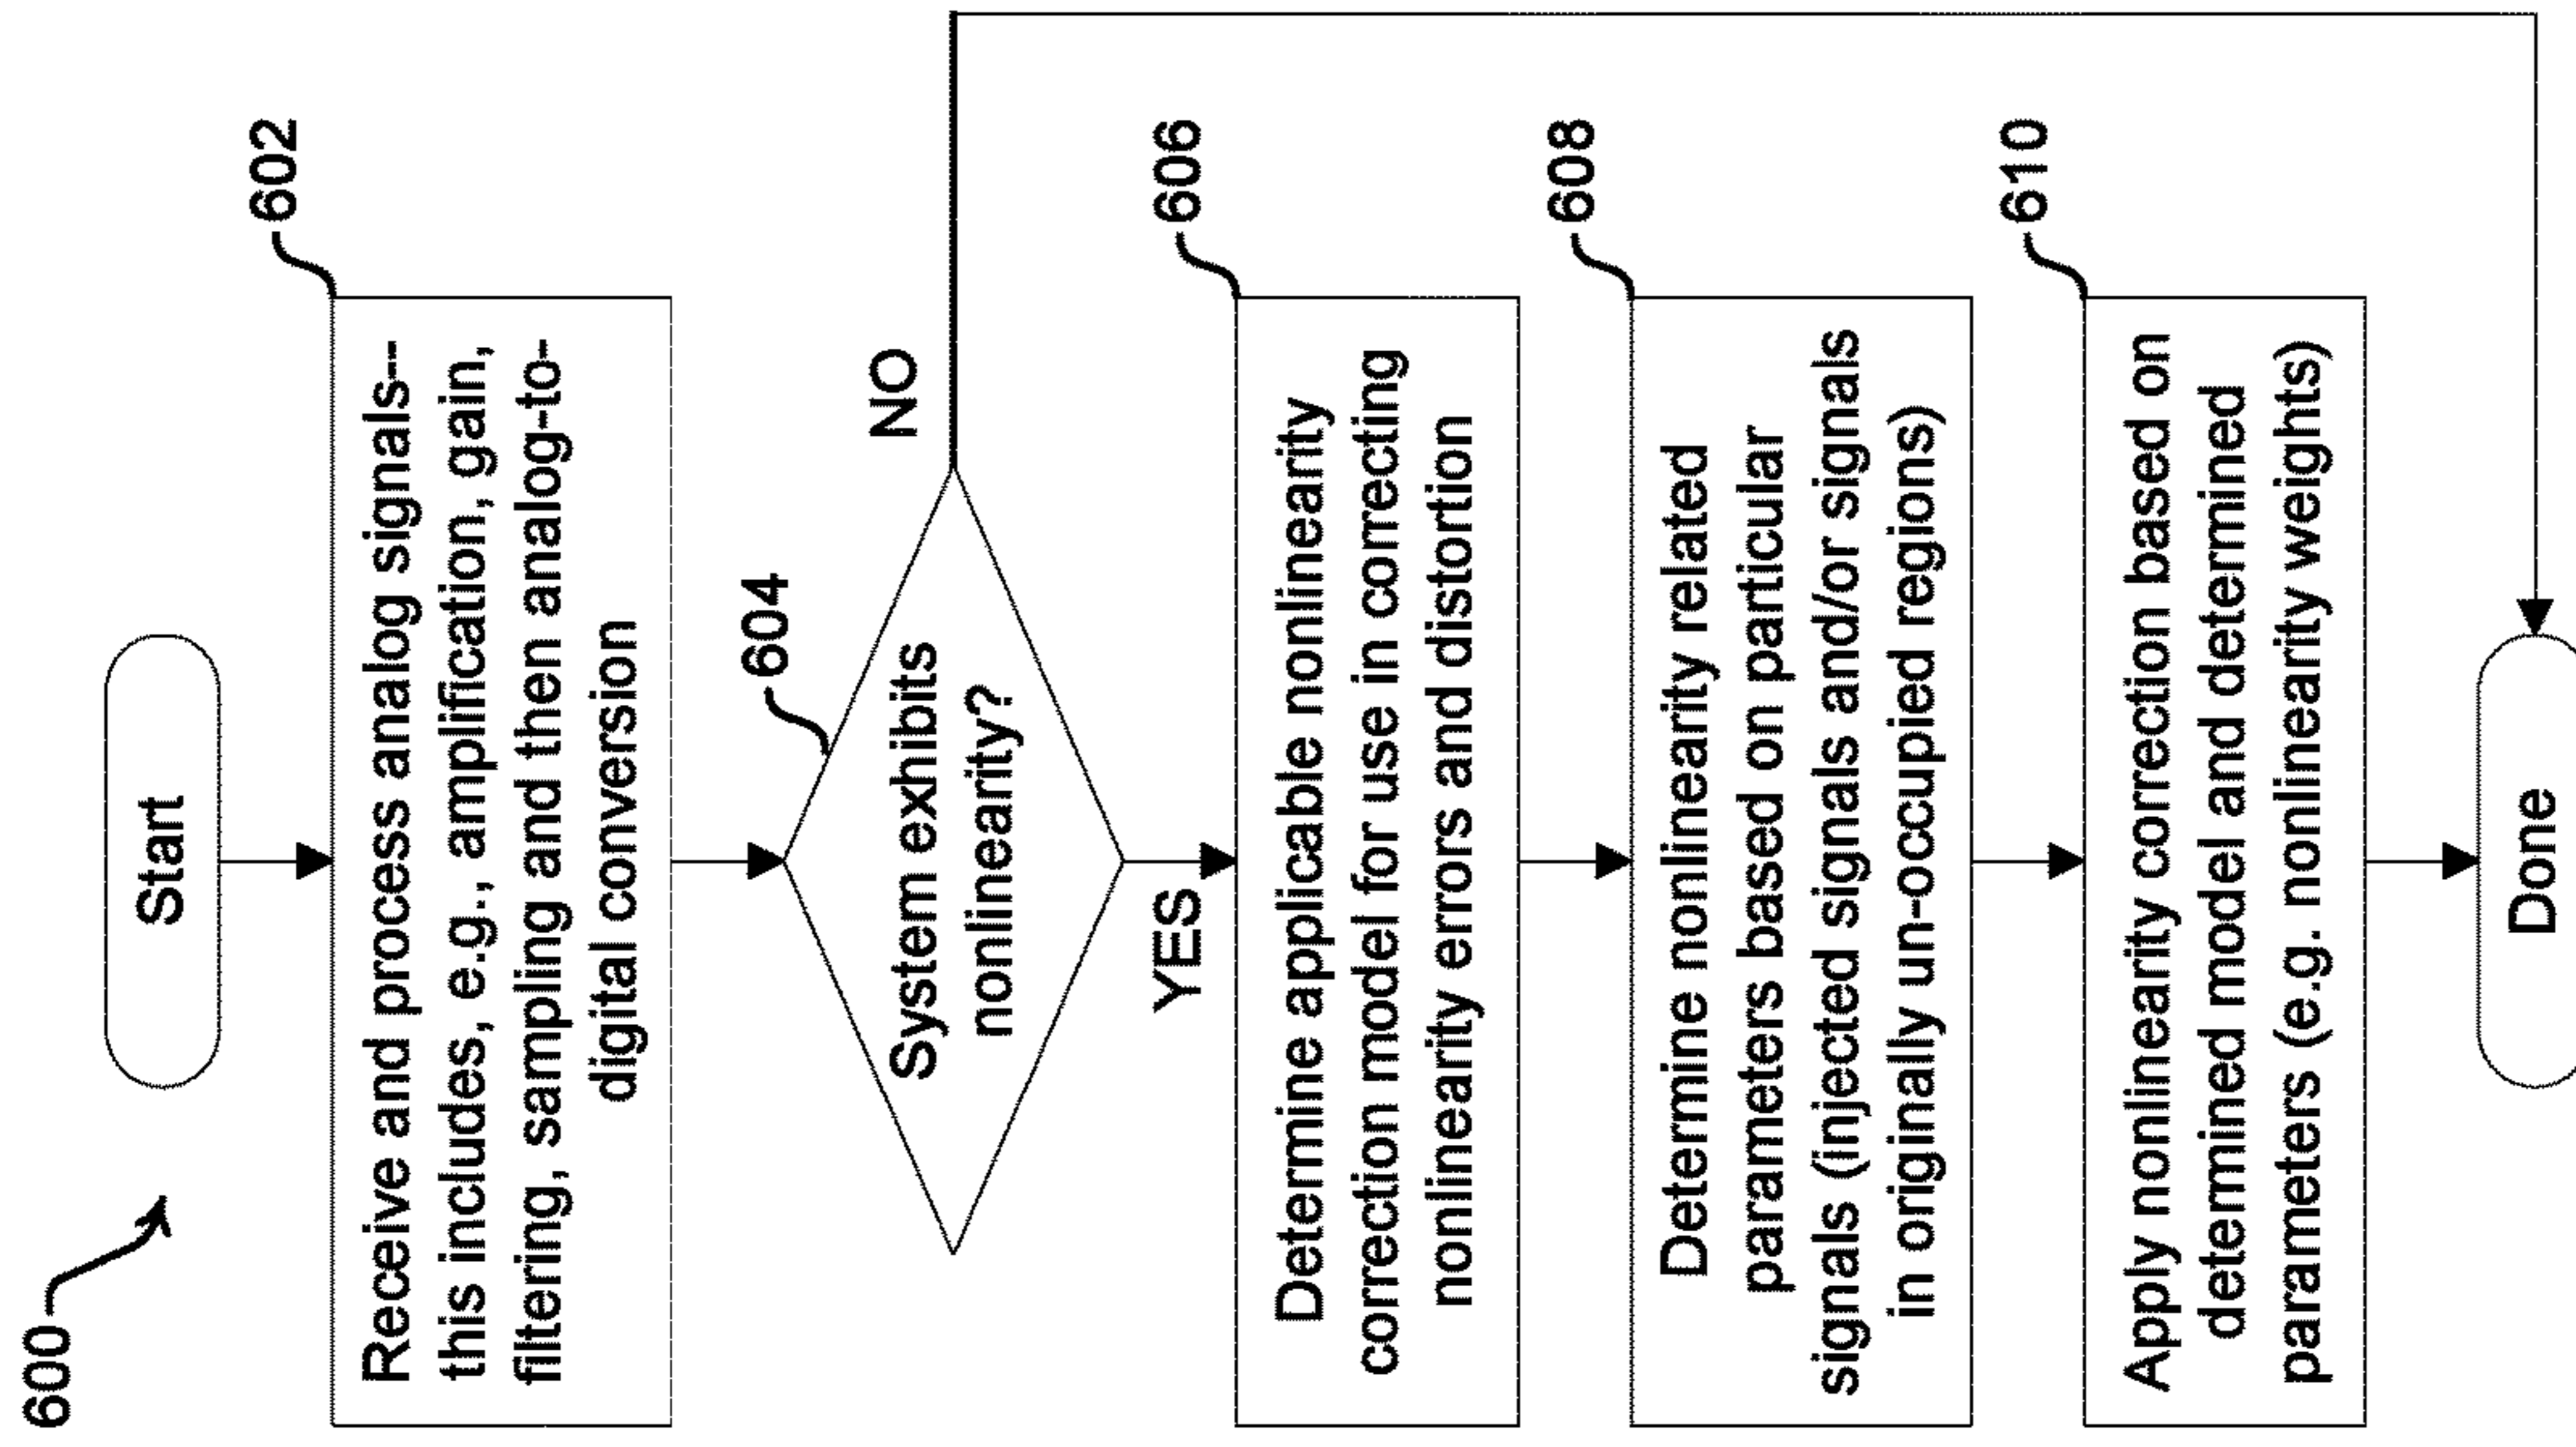 600
Start
602
Receive and process analog signals--
this includes, e.g., amplification, gain,
filtering, sampling and then analog-to-
digital conversion
604
System exhibits
nonlinearity?
NO
YES
606
Determine applicable nonlinearity
correction model for use in correcting
nonlinearity errors and distortion
608
Determine nonlinearity related
parameters based on particular
signals (injected signals and/or signals
in originally un-occupied regions)
610
Apply nonlinearity correction based on
determined model and determined
parameters (e.g. nonlinearity weights)
Done